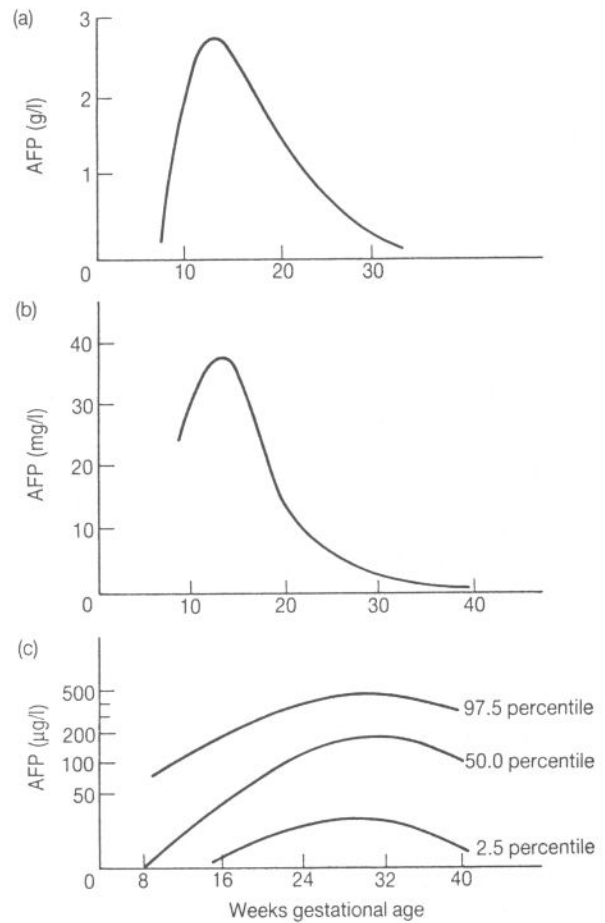 (a)
AFP (g/l)
3
2
1
0
10 20 30
(b)
AFP (mg/l)
40
30
20
10
0
10 20 30 40
(c)
AFP (µg/l)
500
200
100
50
0
97.5 percentile
50.0 percentile
2.5 percentile
8 16 24 32 40
Weeks gestational age